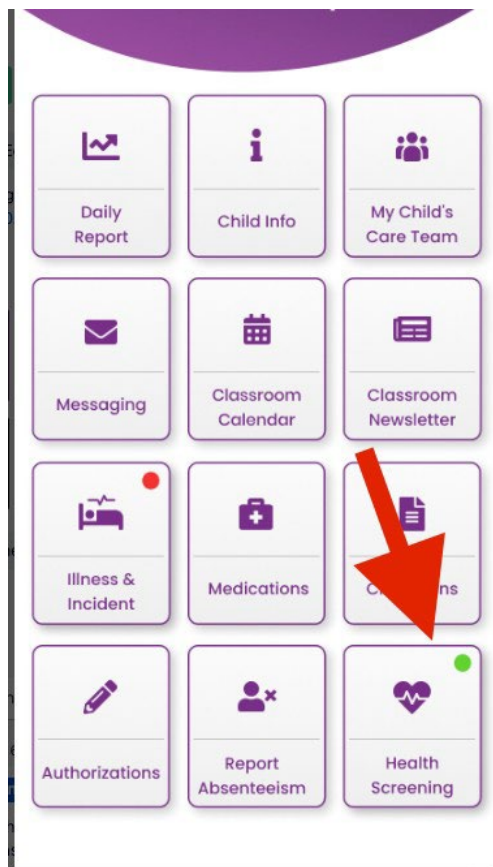 Daily
Report
Child Info
My Child's
Care Team
Messaging
Classroom
Calendar
Classroom
Newsletter
Illness &
Incident
Medications
Authorizations
Report
Absenteeism
Health
Screening